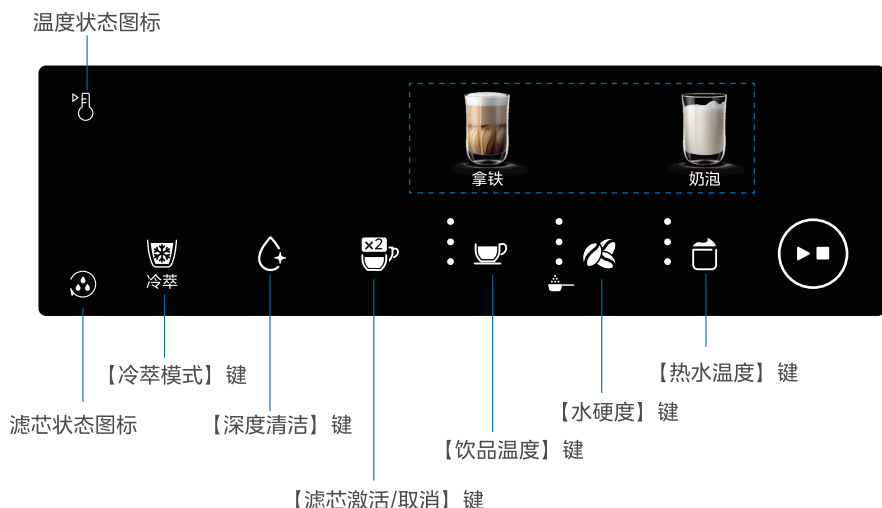 温度状态图标
拿铁
奶泡
×2
冷萃
【冷萃模式】键
【热水温度】键
滤芯状态图标
【深度清洁】键
【水硬度】键
【饮品温度】键
【滤芯激活/取消】键